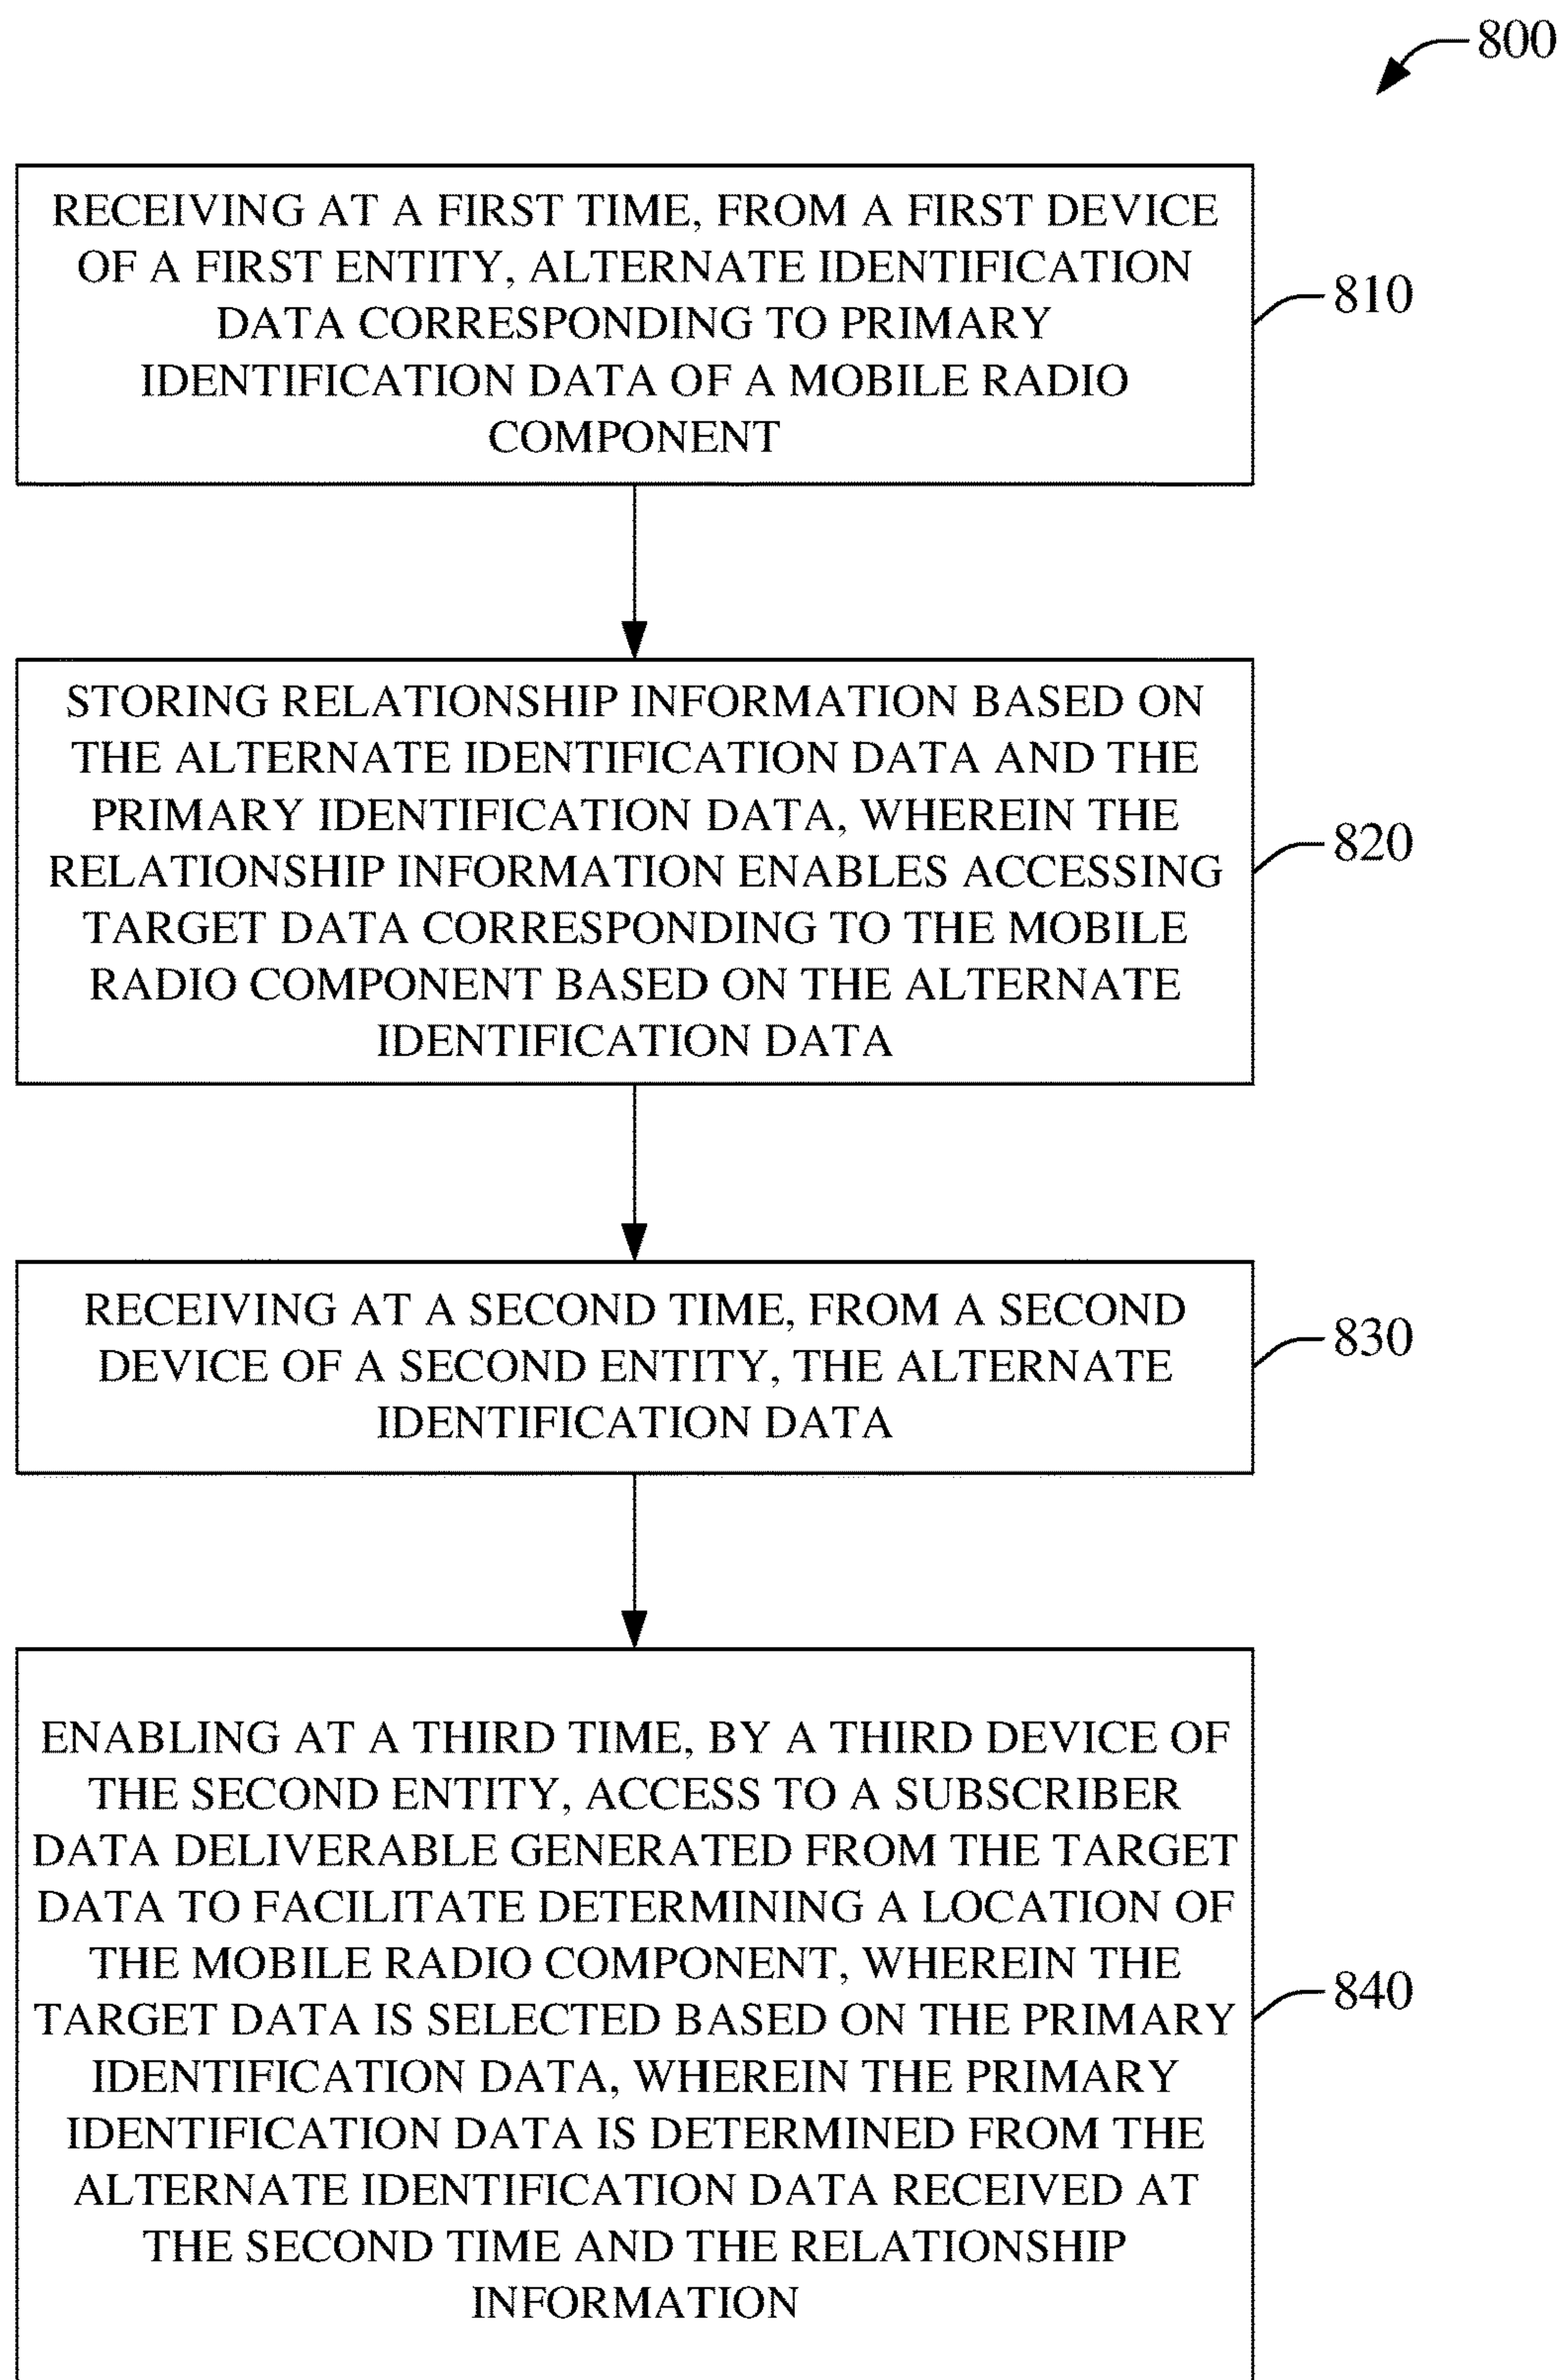 800
RECEIVING AT A FIRST TIME, FROM A FIRST DEVICE
OF A FIRST ENTITY, ALTERNATE IDENTIFICATION
DATA CORRESPONDING TO PRIMARY
IDENTIFICATION DATA OF A MOBILE RADIO
COMPONENT
810
STORING RELATIONSHIP INFORMATION BASED ON
THE ALTERNATE IDENTIFICATION DATA AND THE
PRIMARY IDENTIFICATION DATA, WHEREIN THE
RELATIONSHIP INFORMATION ENABLES ACCESSING
TARGET DATA CORRESPONDING TO THE MOBILE
RADIO COMPONENT BASED ON THE ALTERNATE
IDENTIFICATION DATA
820
RECEIVING AT A SECOND TIME, FROM A SECOND
DEVICE OF A SECOND ENTITY, THE ALTERNATE
IDENTIFICATION DATA
830
ENABLING AT A THIRD TIME, BY A THIRD DEVICE OF
THE SECOND ENTITY, ACCESS TO A SUBSCRIBER
DATA DELIVERABLE GENERATED FROM THE TARGET
DATA TO FACILITATE DETERMINING A LOCATION OF
THE MOBILE RADIO COMPONENT, WHEREIN THE
TARGET DATA IS SELECTED BASED ON THE PRIMARY
IDENTIFICATION DATA, WHEREIN THE PRIMARY
IDENTIFICATION DATA IS DETERMINED FROM THE
ALTERNATE IDENTIFICATION DATA RECEIVED AT
THE SECOND TIME AND THE RELATIONSHIP
INFORMATION
840